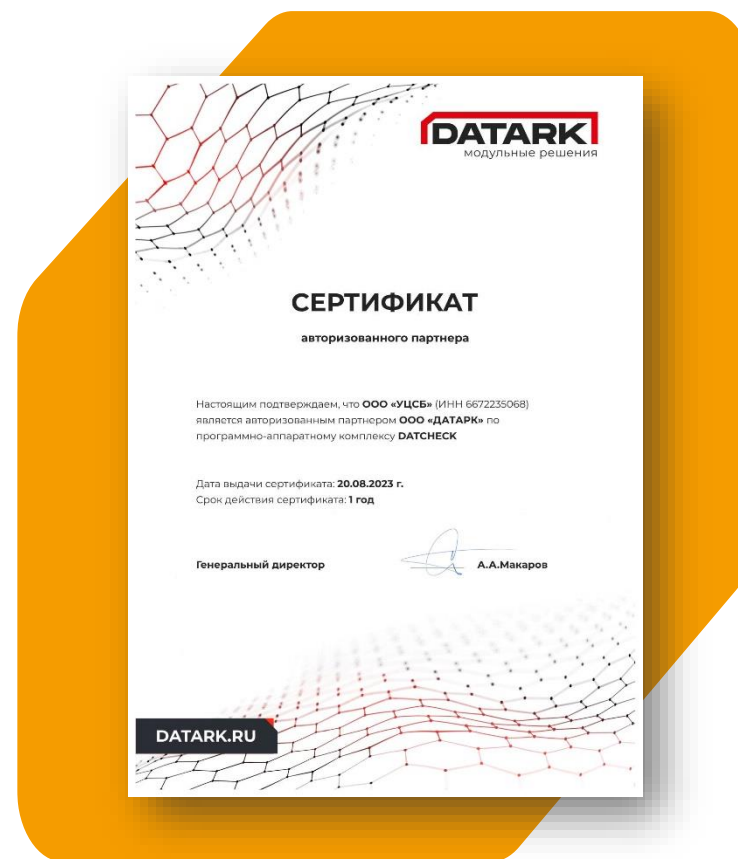 DATARK
модульные решения
СЕРТИФИКАТ
авторизованного партнера
Настоящим подтверждаем, что ООО «УЦСБ» (ИНН 6672235068)
является авторизованным партнером ООО «ДАТАРК» по
программно-аппаратному комплексу DATCHECK
Дата выдачи сертификата: 20.08.2023 г.
Срок действия сертификата: 1 год
Генеральный директор
А.А.Макаров
DATARK.RU